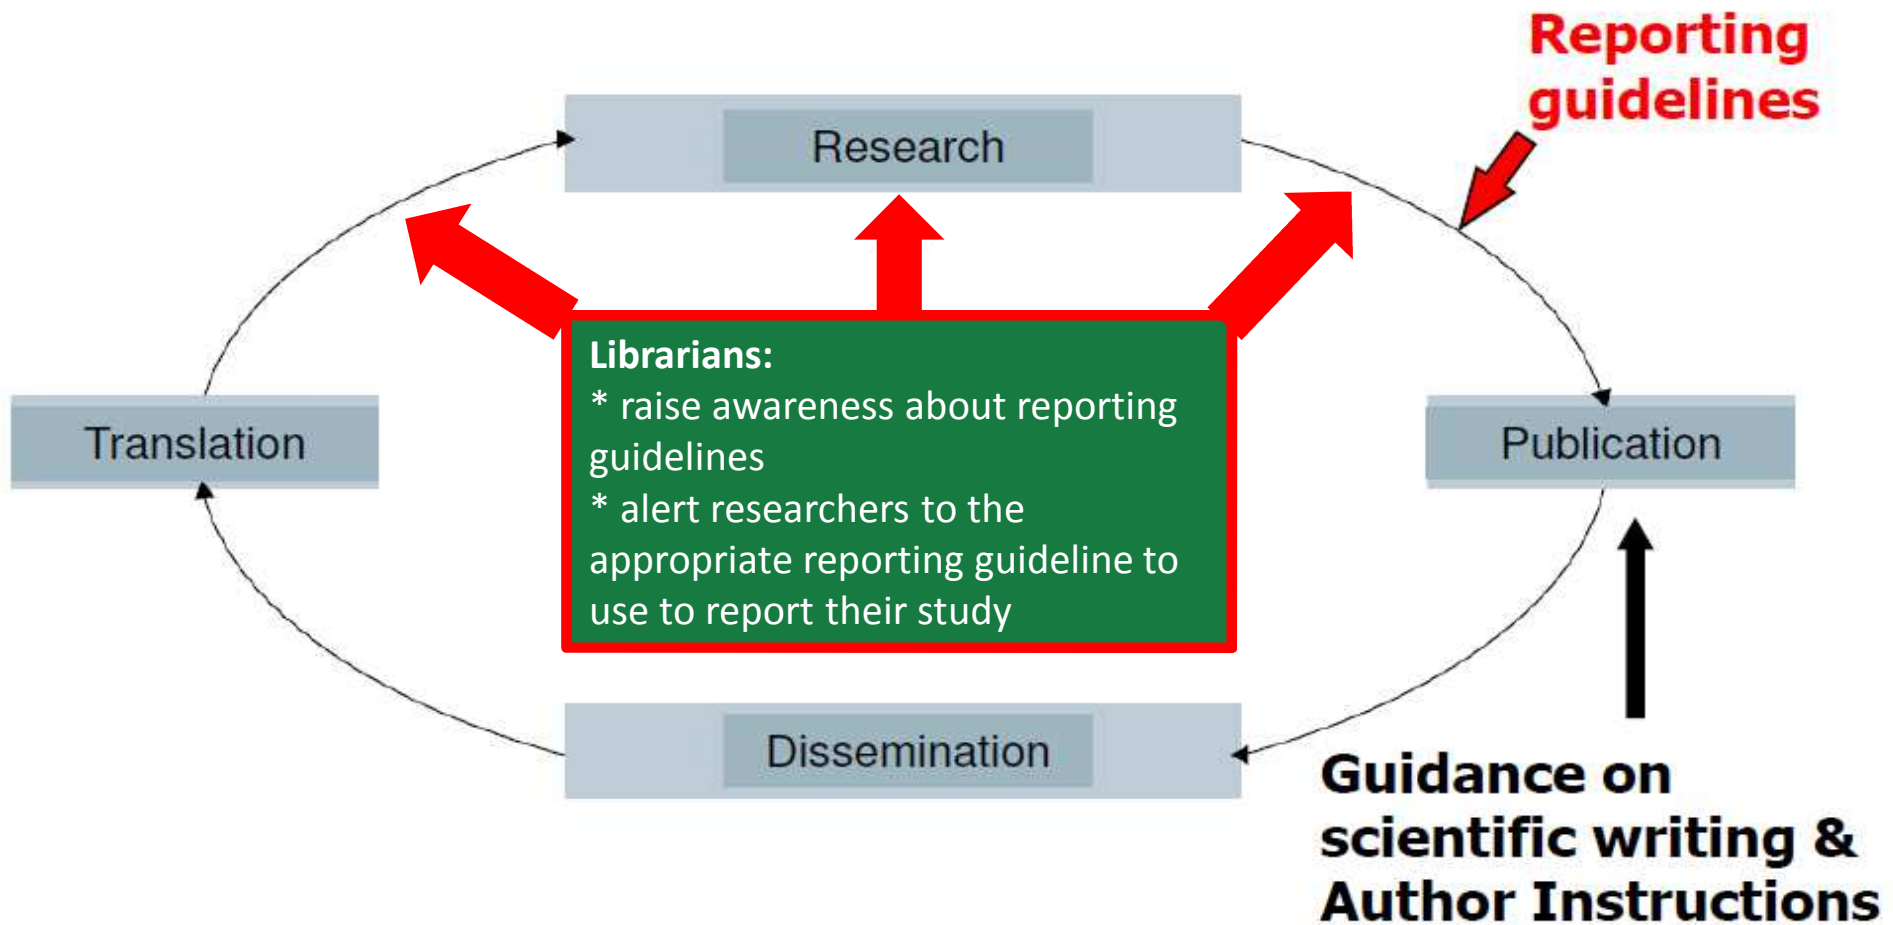 Reporting
guidelines
Research
Librarians:
* raise awareness about reporting
guidelines
* alert researchers to the
appropriate reporting guideline to
use to report their study
Translation
Publication
Dissemination
Guidance on
scientific writing &
Author Instructions